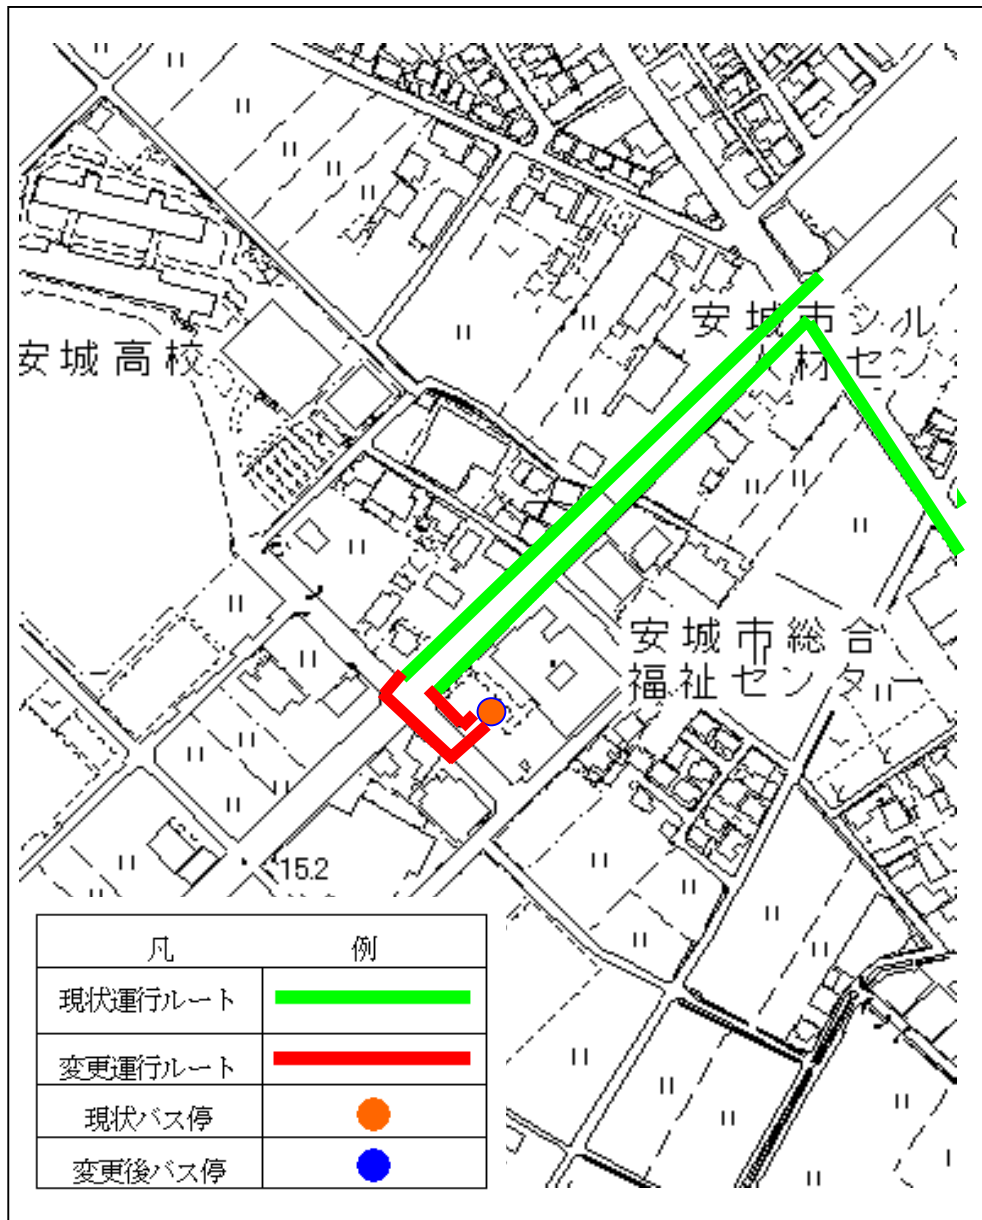 安城市シル
人材セン
安城高校
安城市総合
福祉センター
15.2
凡 例
現状運行ルート
変更運行ルート
現状バス停
変更後バス停